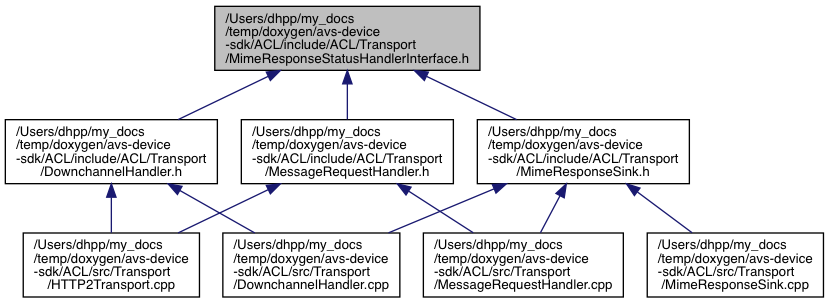 /Users/dhpp/my_docs
/temp/doxygen/avs-device
-sdk/ACL/include/ACL/Transport
/MimeResponseStatusHandlerInterface.h
/Users/dhpp/my_docs
/temp/doxygen/avs-device
-sdk/ACL/include/ACL/Transport
/DownchannelHandler.h
/Users/dhpp/my_docs
/temp/doxygen/avs-device
-sdk/ACL/include/ACL/Transport
/MessageRequestHandler.h
/Users/dhpp/my_docs
/temp/doxygen/avs-device
-sdk/ACL/include/ACL/Transport
/MimeResponseSink.h
/Users/dhpp/my_docs
/temp/doxygen/avs-device
-sdk/ACL/src/Transport
/HTTP2Transport.cpp
/Users/dhpp/my_docs
/temp/doxygen/avs-device
-sdk/ACL/src/Transport
/DownchannelHandler.cpp
/Users/dhpp/my_docs
/temp/doxygen/avs-device
-sdk/ACL/src/Transport
/MessageRequestHandler.cpp
/Users/dhpp/my_docs
/temp/doxygen/avs-device
-sdk/ACL/src/Transport
/MimeResponseSink.cpp